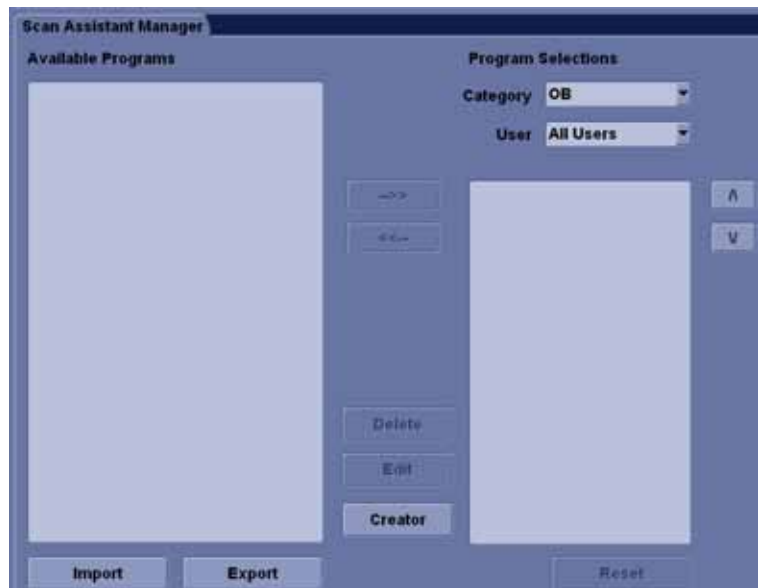 Scan Assistant Manager
Available Programs
Program Selections
Category OB
User All Users
-->>
<<--
Λ
V
Delete
Edit
Creator
Import Export
Reset